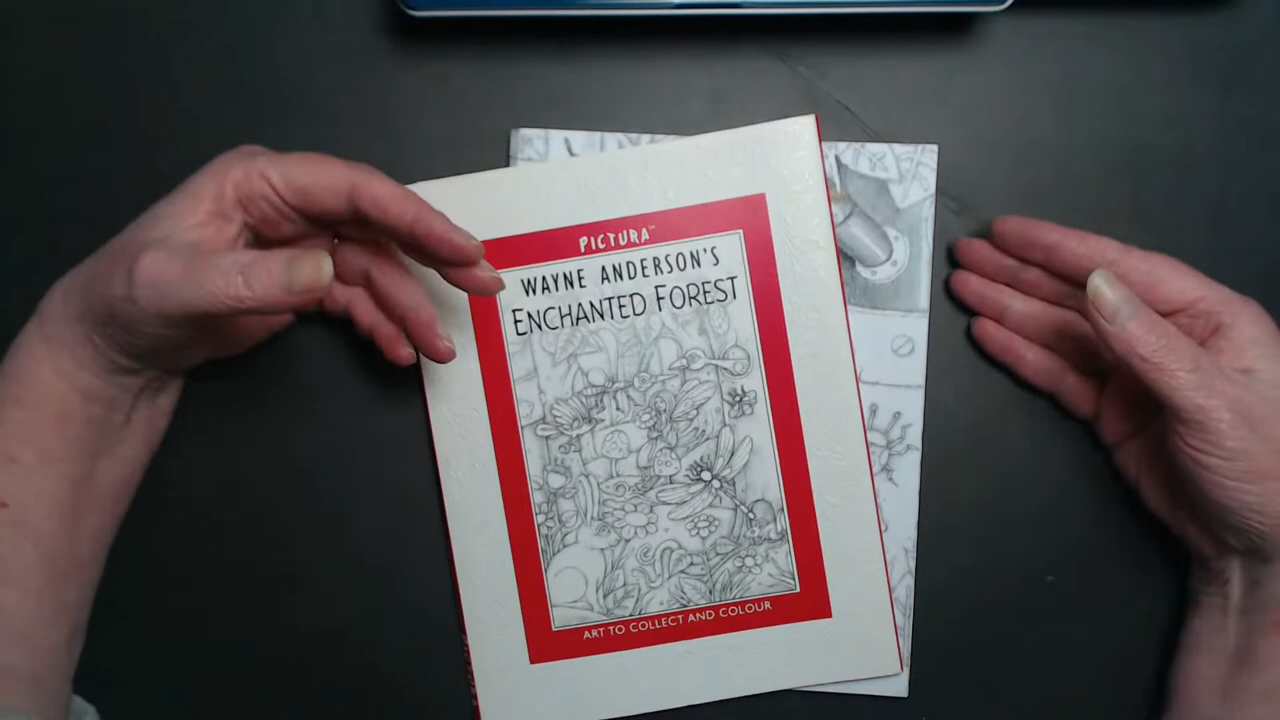 PICTURA™
WAYNE ANDERSON'S
ENCHANTED FOREST
ART TO COLLECT AND COLOUR